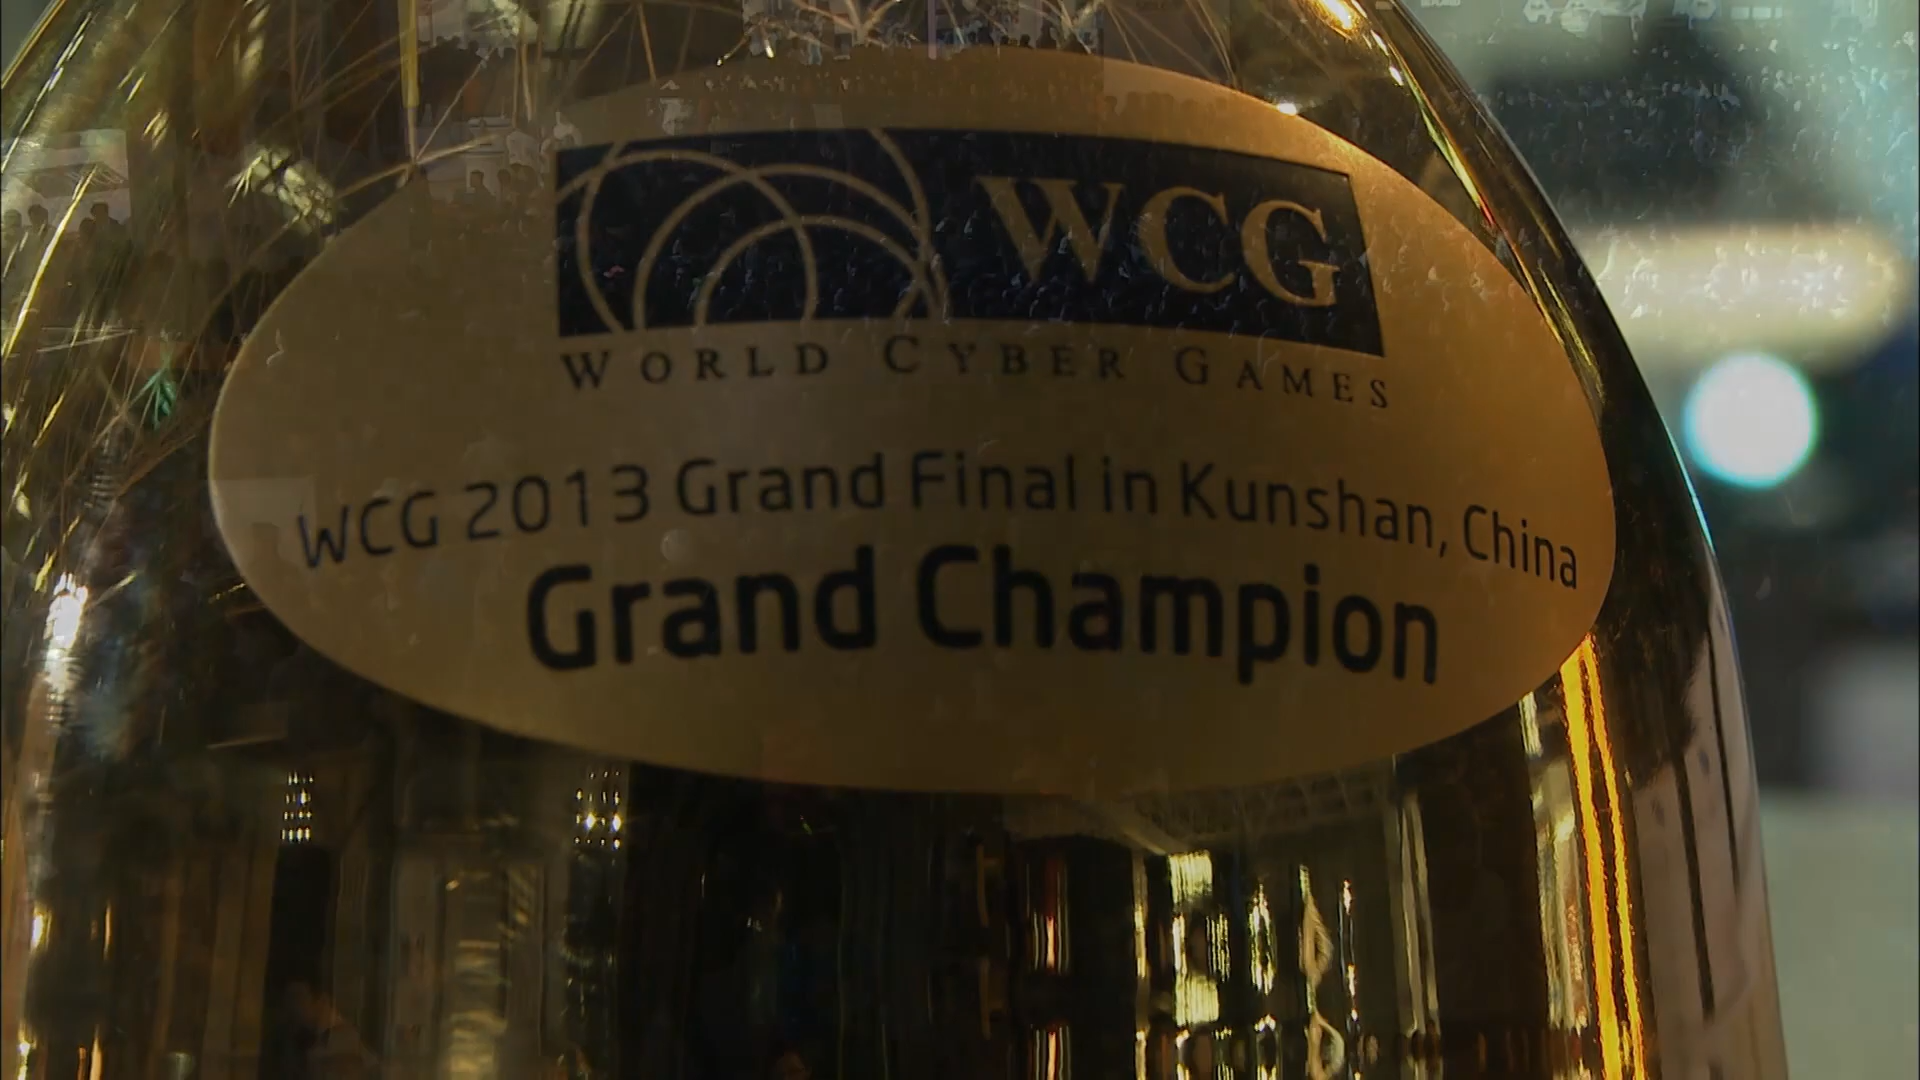 WCG
WORLD CYBER GAMES
WCG 2013 Grand Final in Kunshan, China
Grand Champion